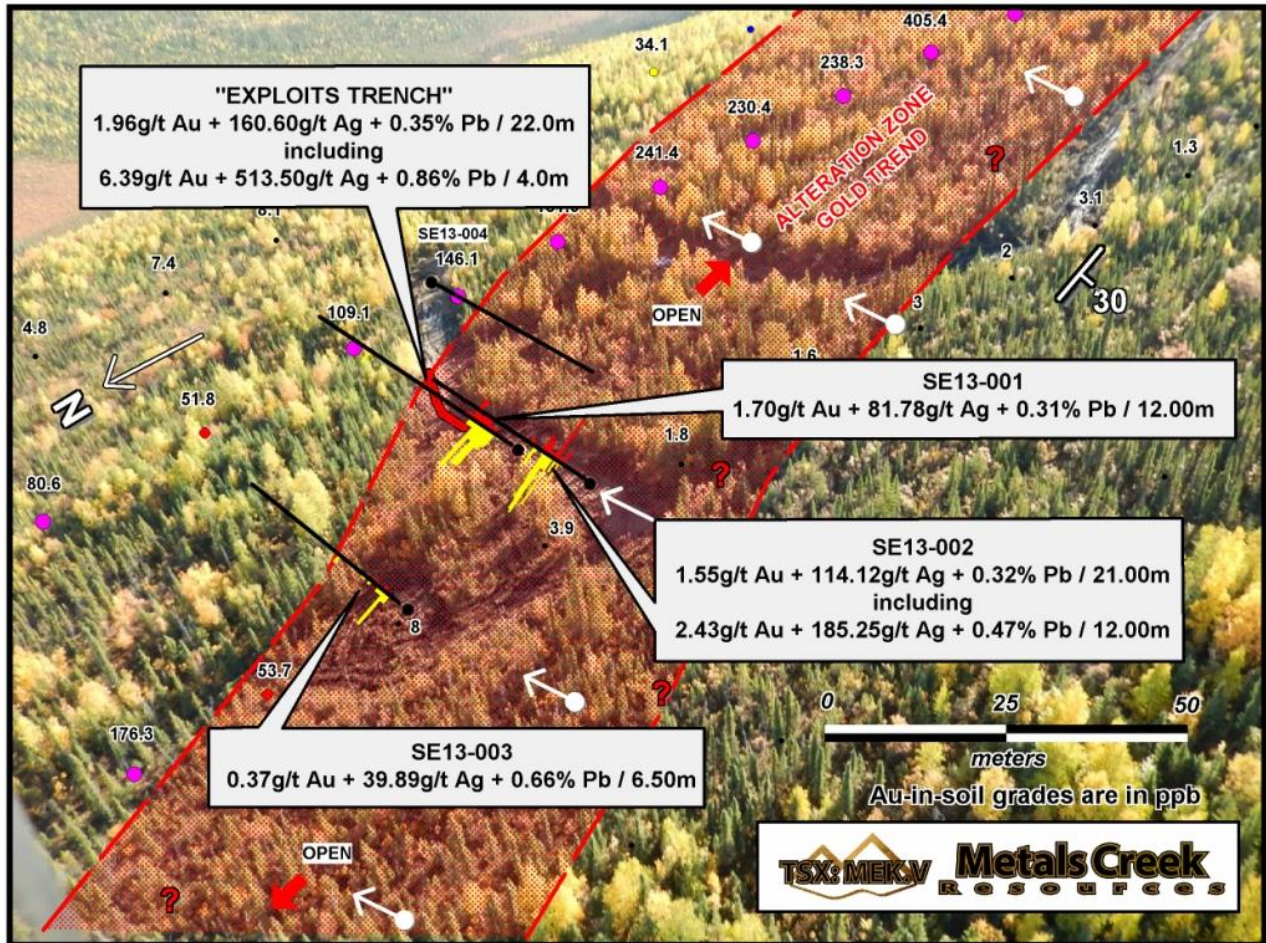 405.4
34.1
238.3
"EXPLOITS TRENCH"
1.96g/t Au + 160.60g/t Ag + 0.35% Pb / 22.0m
including
6.39g/t Au + 513.50g/t Ag + 0.86% Pb / 4.0m
230.4
241.4
ALTERATION ZONE
GOLD TREND
?
1.3
3.1
2
30
8.1
SE13-004
146.1
7.4
OPEN
4.8
109.1
3
1.6
N
51.8
SE13-001
1.70g/t Au + 81.78g/t Ag + 0.31% Pb / 12.00m
1.8
?
80.6
3.9
SE13-002
1.55g/t Au + 114.12g/t Ag + 0.32% Pb / 21.00m
including
2.43g/t Au + 185.25g/t Ag + 0.47% Pb / 12.00m
8
53.7
?
176.3
SE13-003
0.37g/t Au + 39.89g/t Ag + 0.66% Pb / 6.50m
0 25 50
meters
Au-in-soil grades are in ppb
OPEN
?
TSX: MEK.V
Metals Creek
Resources